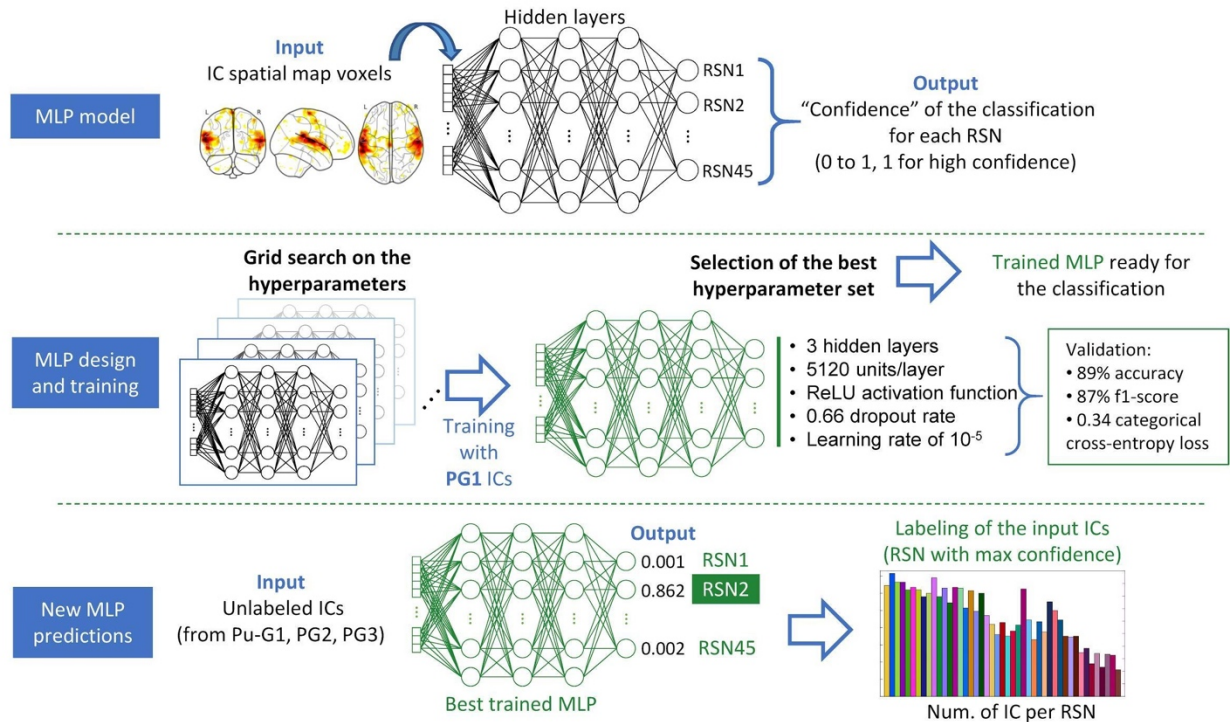 Hidden layers
Input
IC spatial map voxels
L
R
L
R
MLP model
RSN1
RSN2
RSN45
Output
“Confidence” of the classification
for each RSN
(0 to 1, 1 for high confidence)
Grid search on the
hyperparameters
Selection of the best
hyperparameter set
Trained MLP ready for
the classification
MLP design
and training
Training
with
PG1 ICs
• 3 hidden layers
• 5120 units/layer
• ReLU activation function
• 0.66 dropout rate
• Learning rate of 10⁻⁵
Validation:
• 89% accuracy
• 87% f1-score
• 0.34 categorical
cross-entropy loss
New MLP
predictions
Input
Unlabeled ICs
(from Pu-G1, PG2, PG3)
Output
0.001 RSN1
0.862 RSN2
0.002 RSN45
Best trained MLP
Labeling of the input ICs
(RSN with max confidence)
Num. of IC per RSN